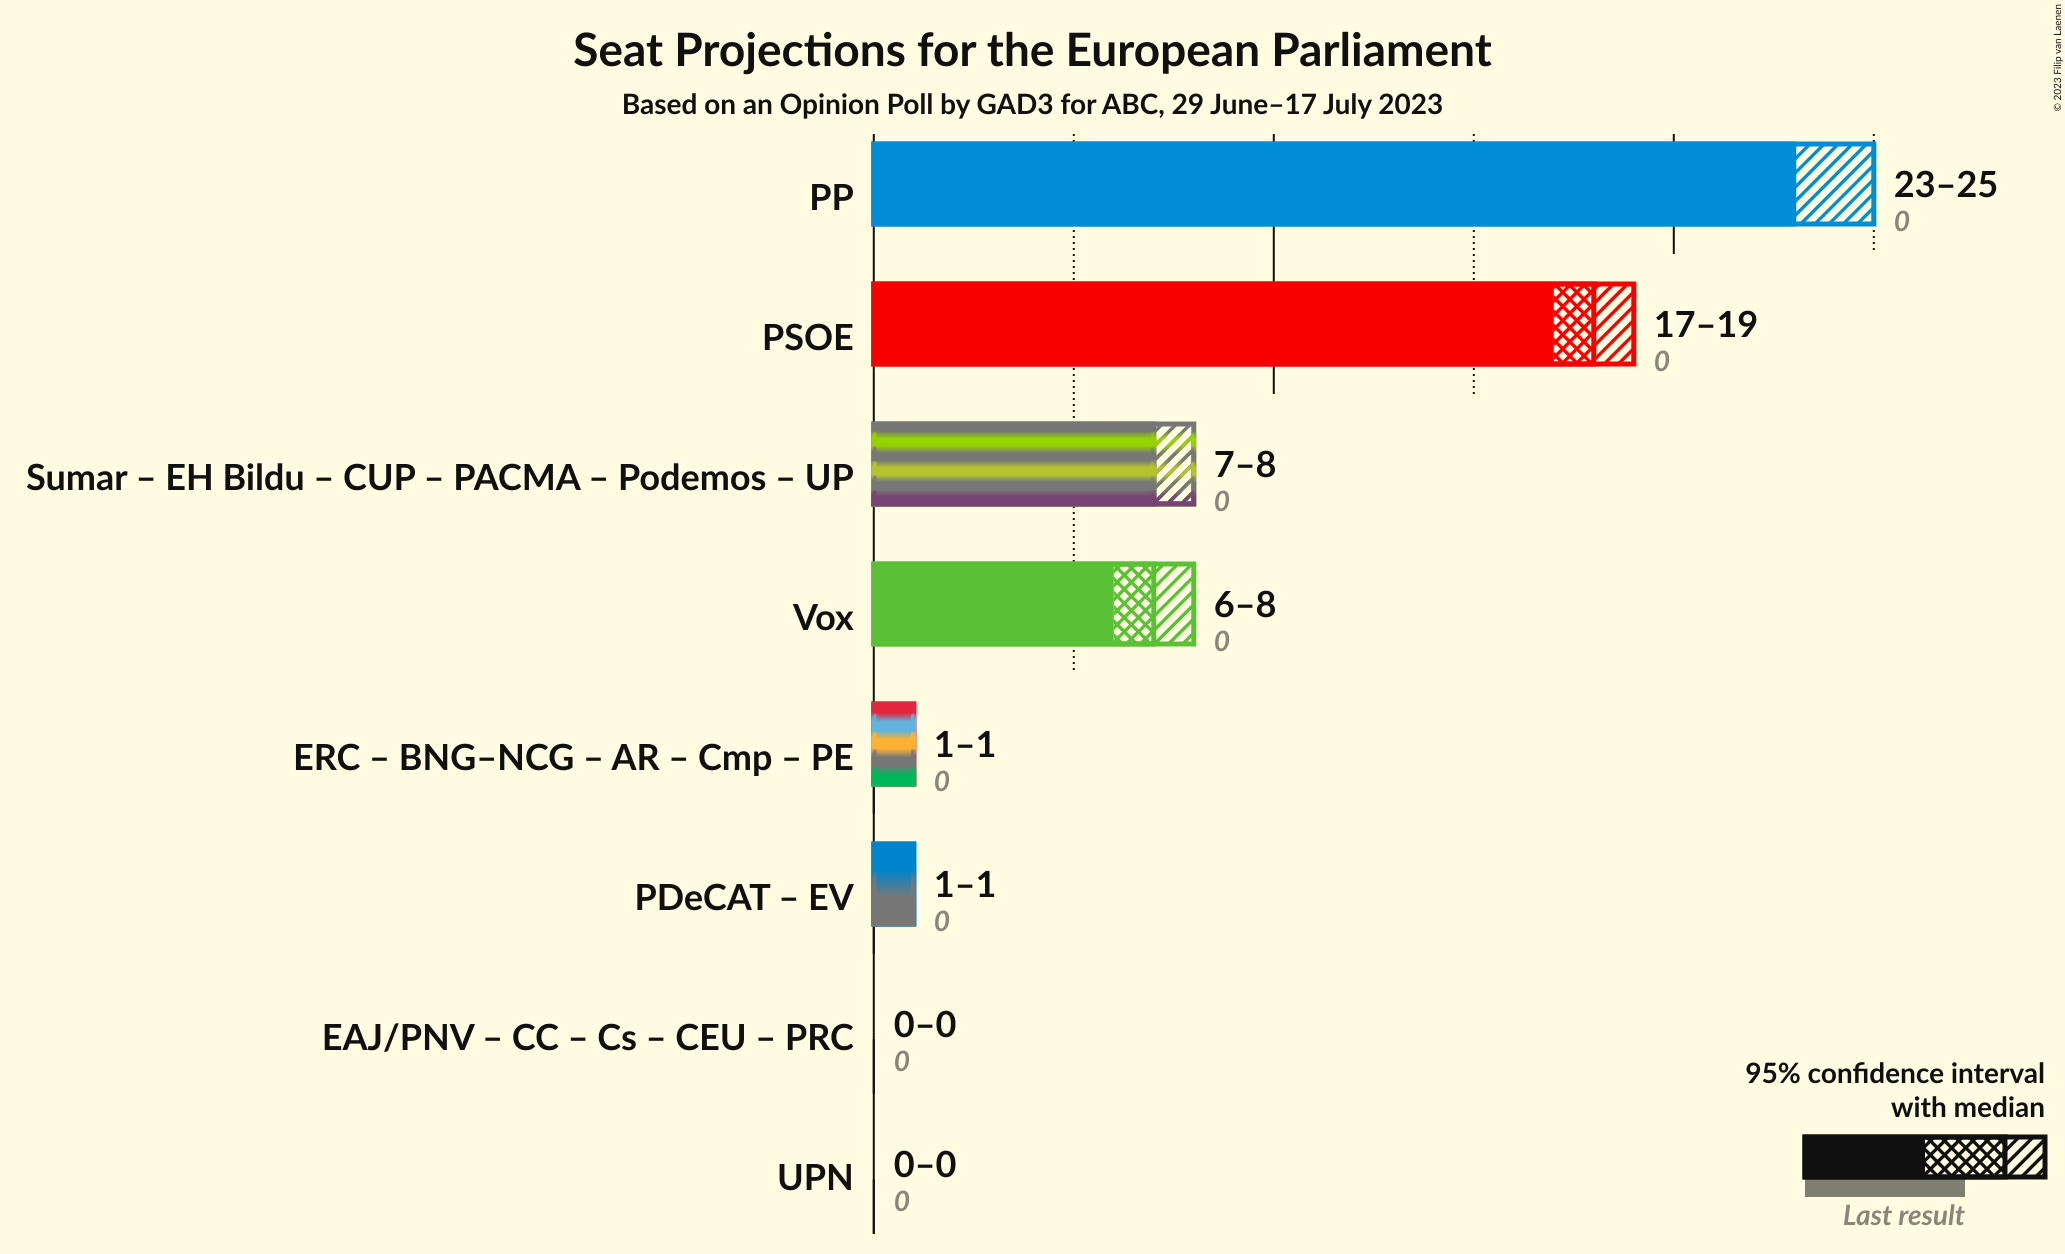 Seat Projections for the European Parliament
Based on an Opinion Poll by GAD3 for ABC, 29 June–17 July 2023
© 2023 Filip van Laenen
PP
23–25
0
PSOE
17–19
0
Sumar – EH Bildu – CUP – PACMA – Podemos – UP
7–8
0
Vox
6–8
0
ERC – BNG–NCG – AR – Cmp – PE
1–1
0
PDeCAT – EV
1–1
0
EAJ/PNV – CC – Cs – CEU – PRC
0–0
0
UPN
0–0
0
95% confidence interval
with median
Last result